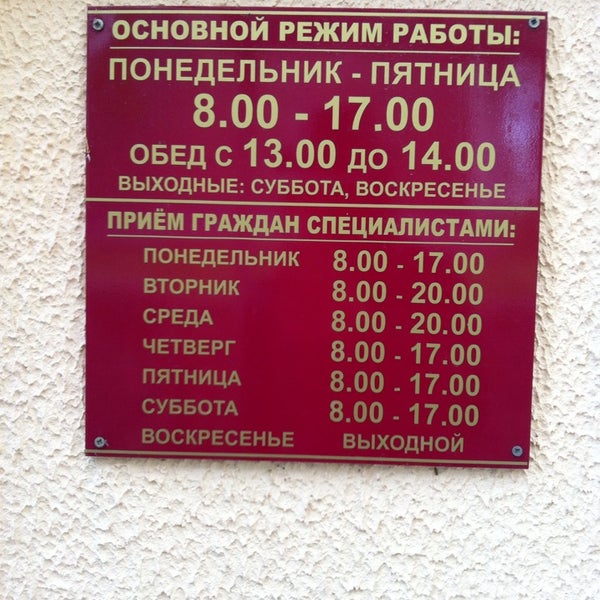 ОСНОВНОЙ РЕЖИМ РАБОТЫ:
ПОНЕДЕЛЬНИК - ПЯТНИЦА
8.00 - 17.00
ОБЕД С 13.00 ДО 14.00
ВЫХОДНЫЕ: СУББОТА, ВОСКРЕСЕНЬЕ
ПРИЁМ ГРАЖДАН СПЕЦИАЛИСТАМИ:
ПОНЕДЕЛЬНИК 8.00 - 17.00
ВТОРНИК 8.00 - 20.00
СРЕДА 8.00 - 20.00
ЧЕТВЕРГ 8.00 - 17.00
ПЯТНИЦА 8.00 - 17.00
СУББОТА 8.00 - 17.00
ВОСКРЕСЕНЬЕ ВЫХОДНОЙ